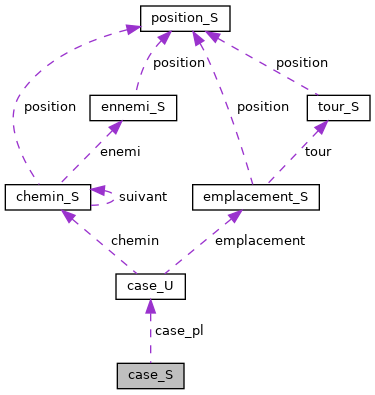 position_S
position
position
position
position
ennemi_S
tour_S
enemi
tour
chemin_S
suivant
emplacement_S
chemin
emplacement
case_U
case_pl
case_S